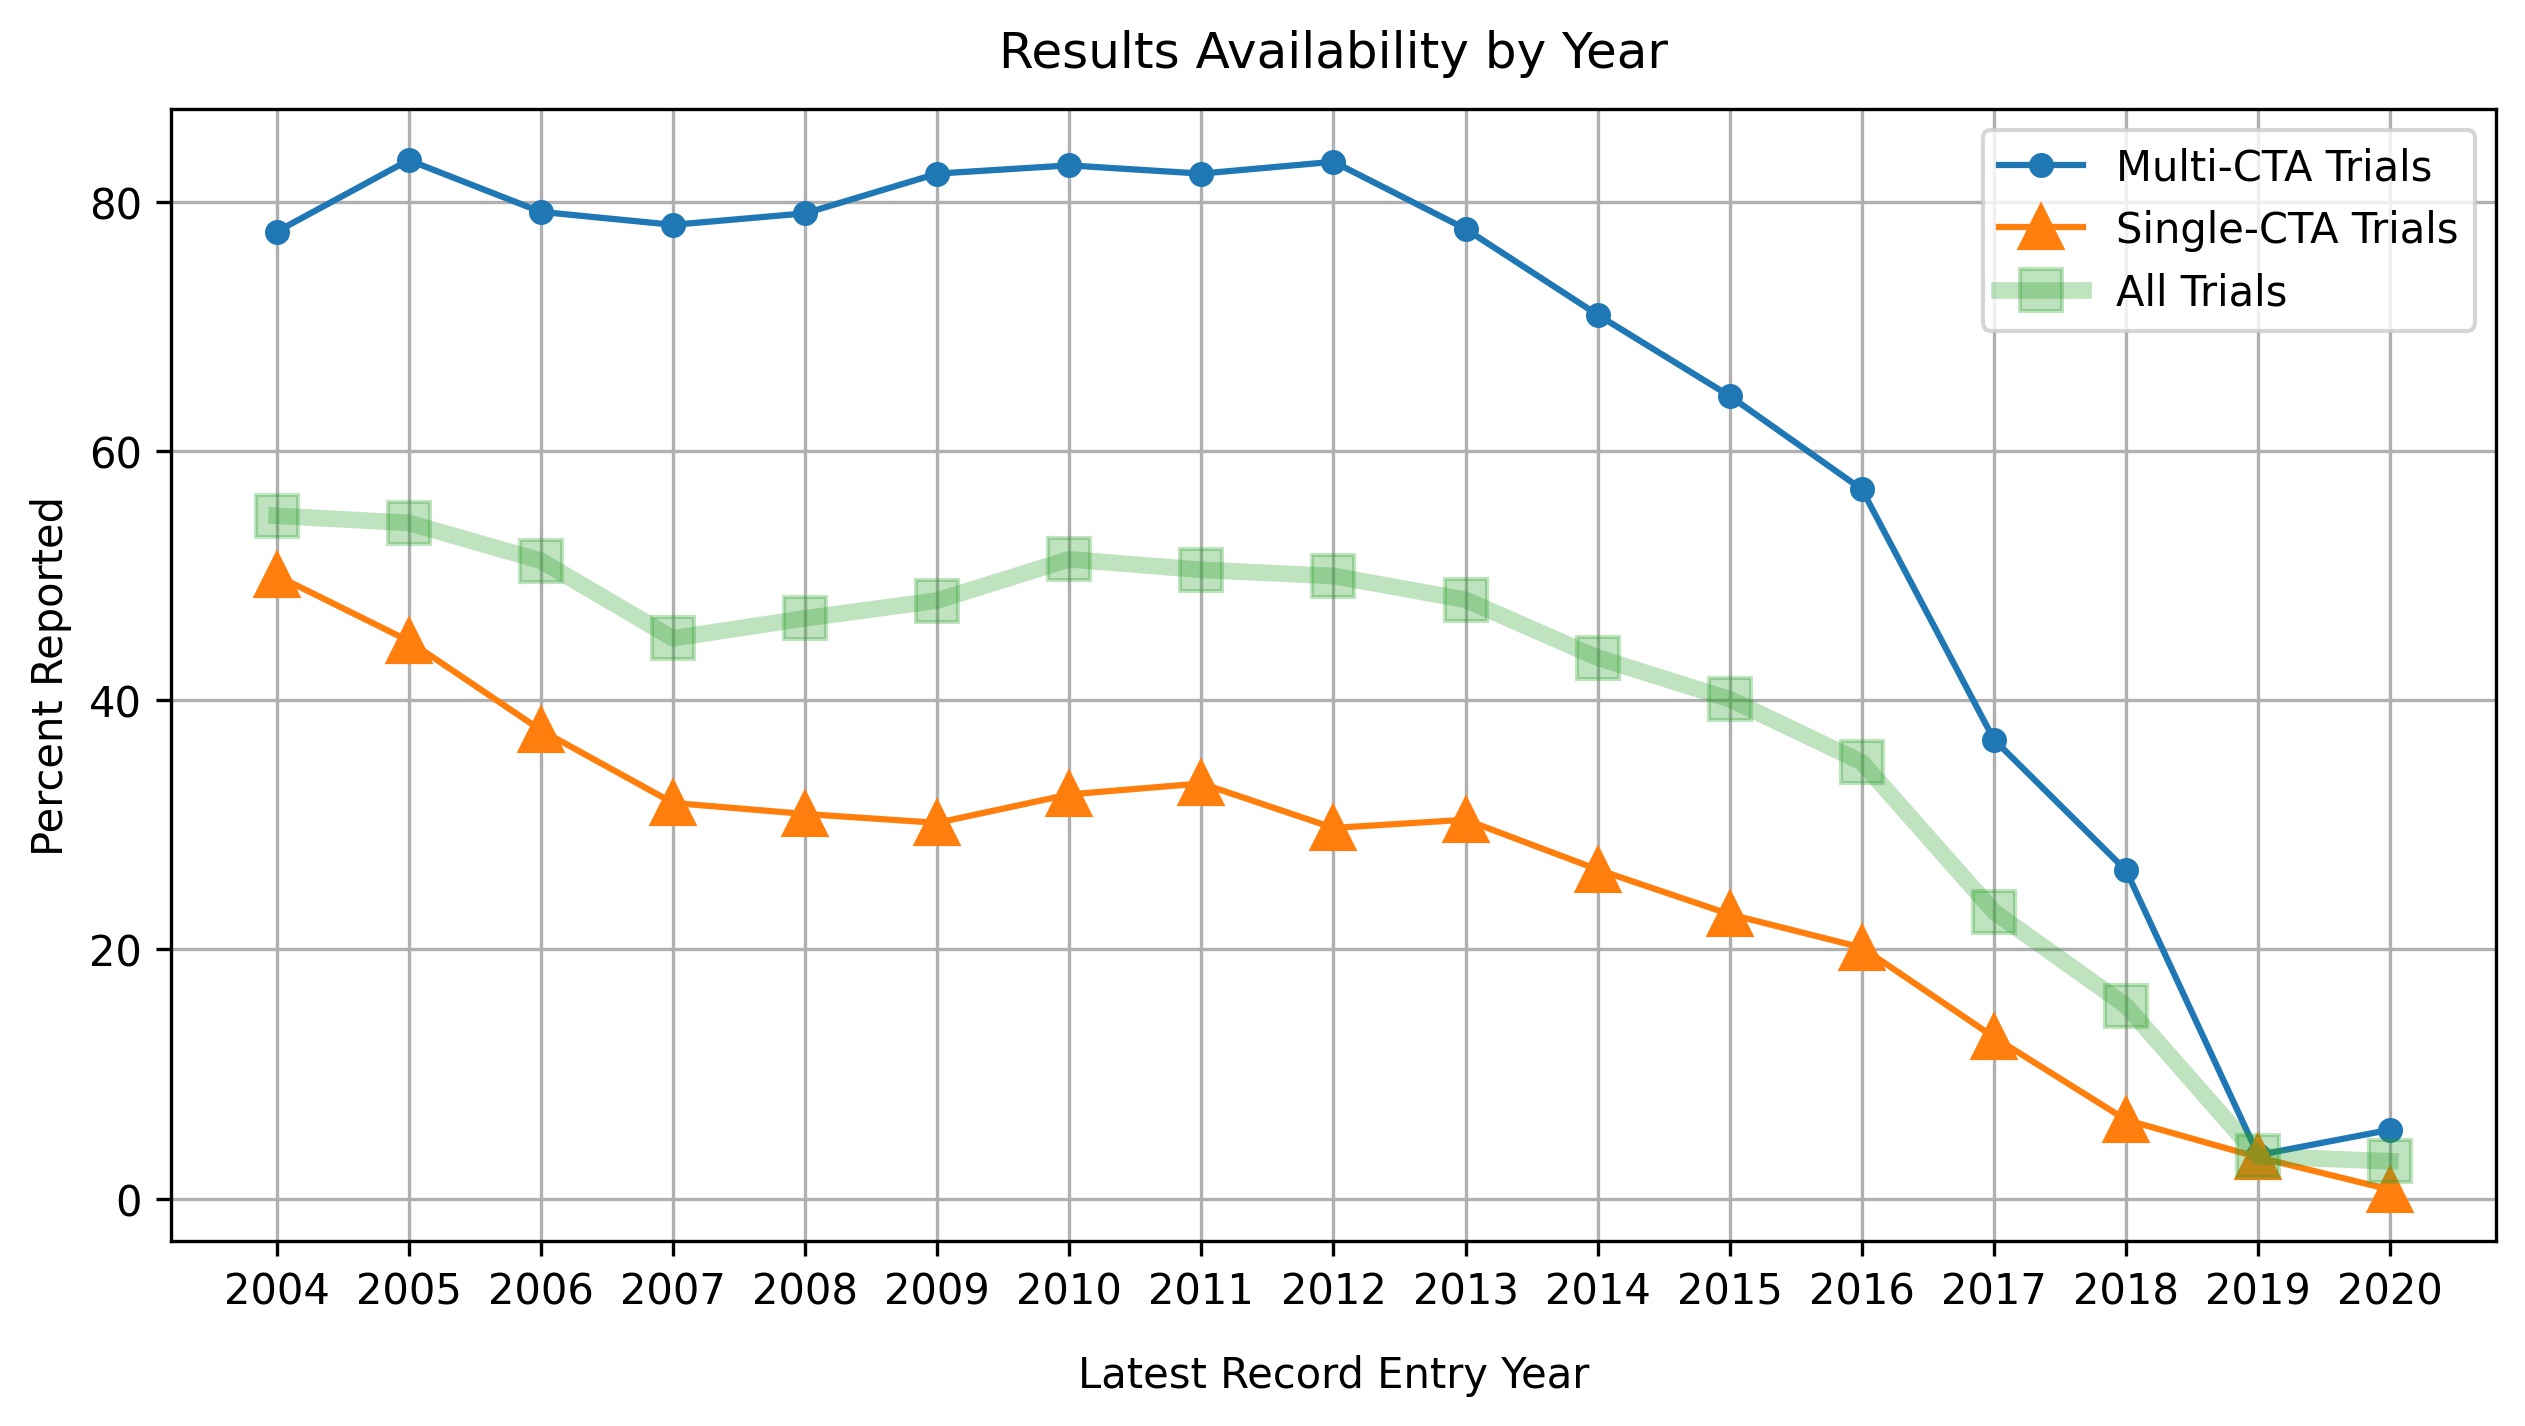 Results Availability by Year
Multi-CTA Trials
Single-CTA Trials
All Trials
Percent Reported
80
60
40
20
0
2004 2005 2006 2007 2008 2009 2010 2011 2012 2013 2014 2015 2016 2017 2018 2019 2020
Latest Record Entry Year